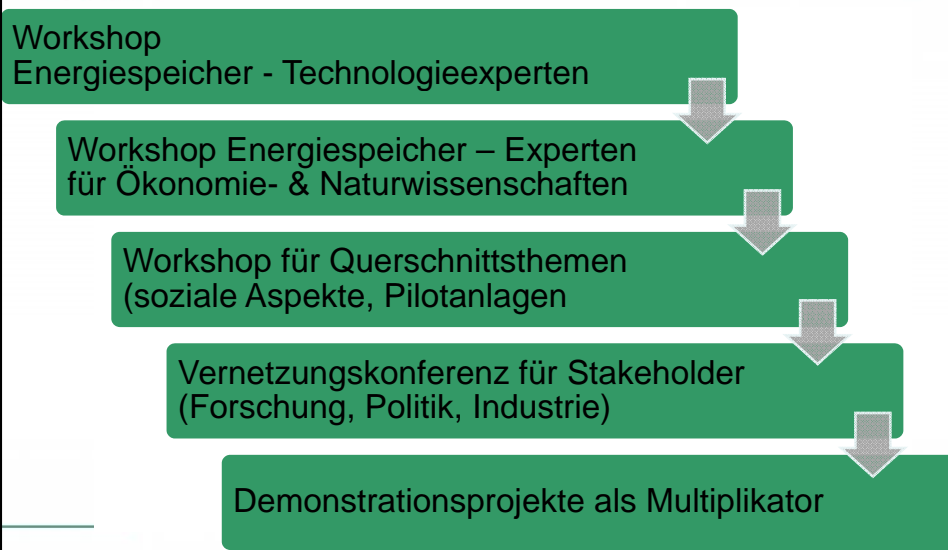 Workshop
Energiespeicher - Technologieexperten
Workshop Energiespeicher – Experten
für Ökonomie- & Naturwissenschaften
Workshop für Querschnittsthemen
(soziale Aspekte, Pilotanlagen
Vernetzungskonferenz für Stakeholder
(Forschung, Politik, Industrie)
Demonstrationsprojekte als Multiplikator